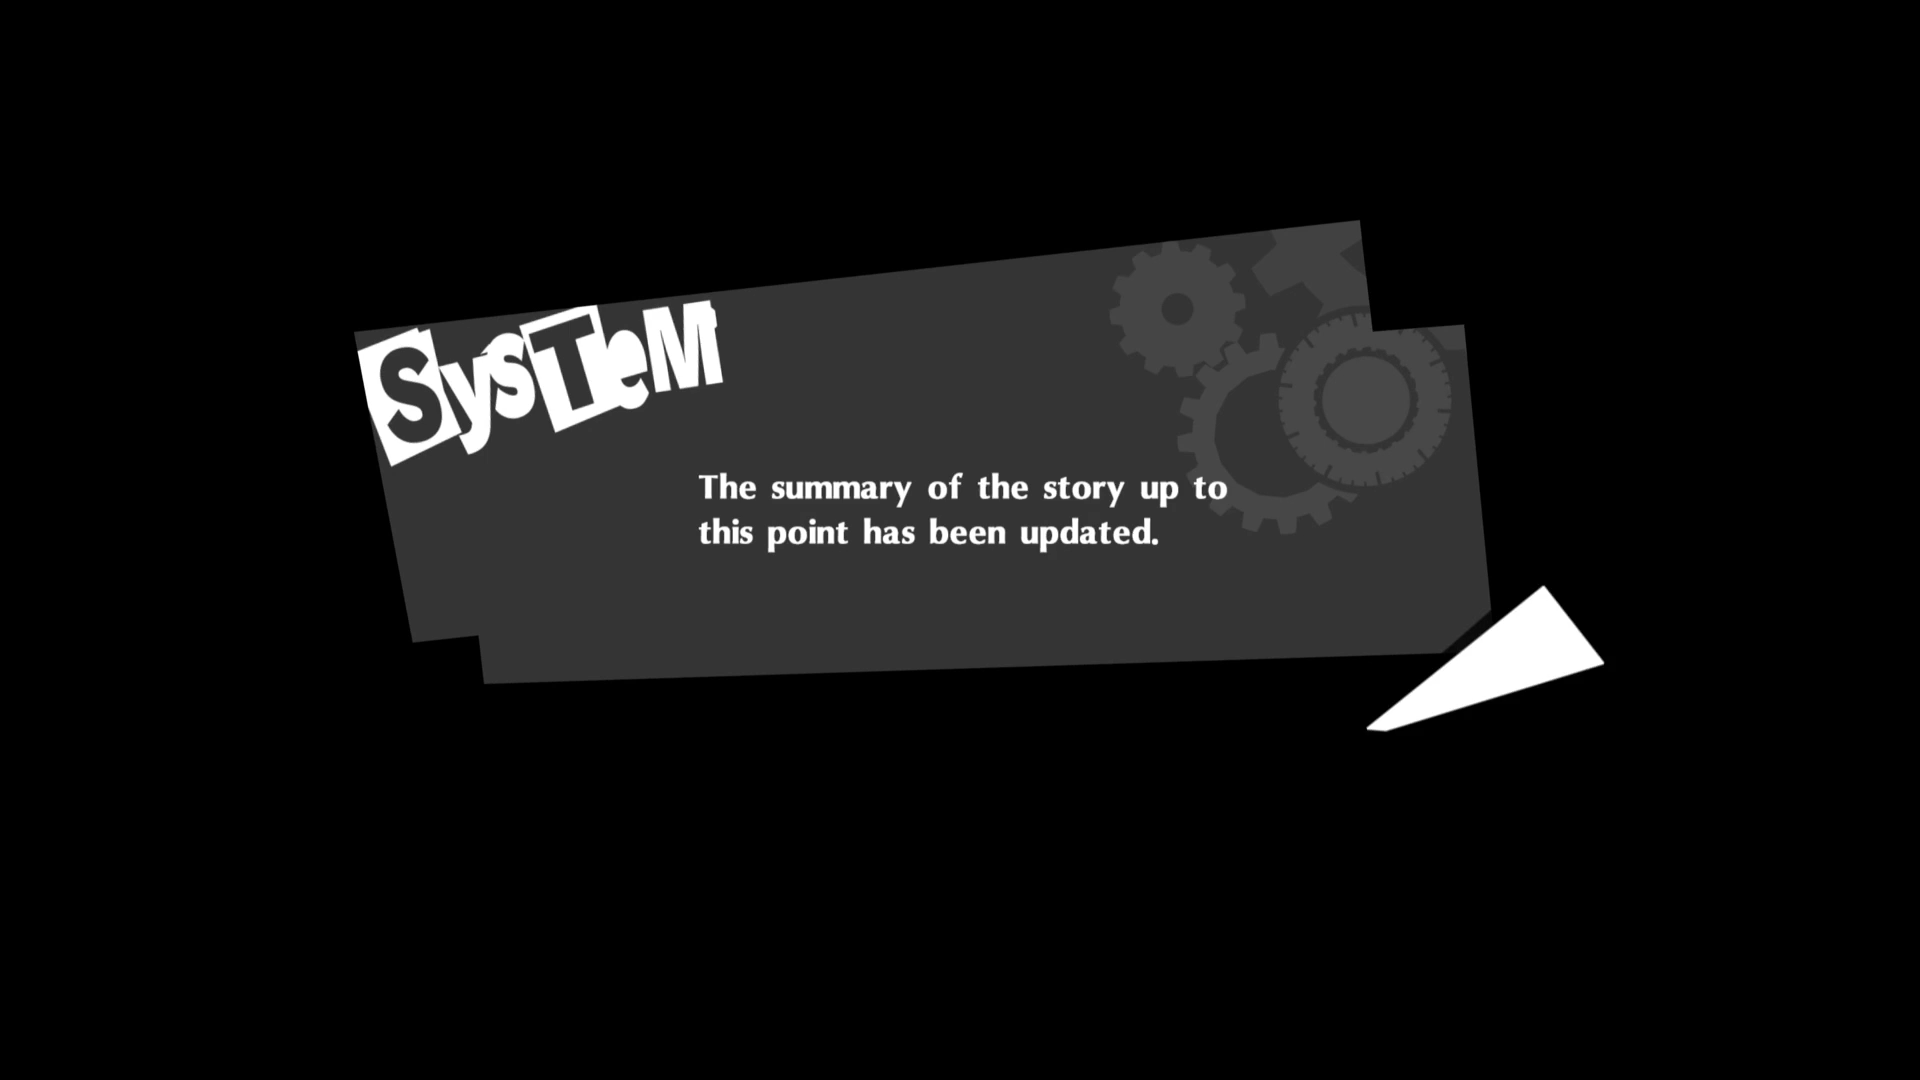 SysTeM
The summary of the story up to
this point has been updated.